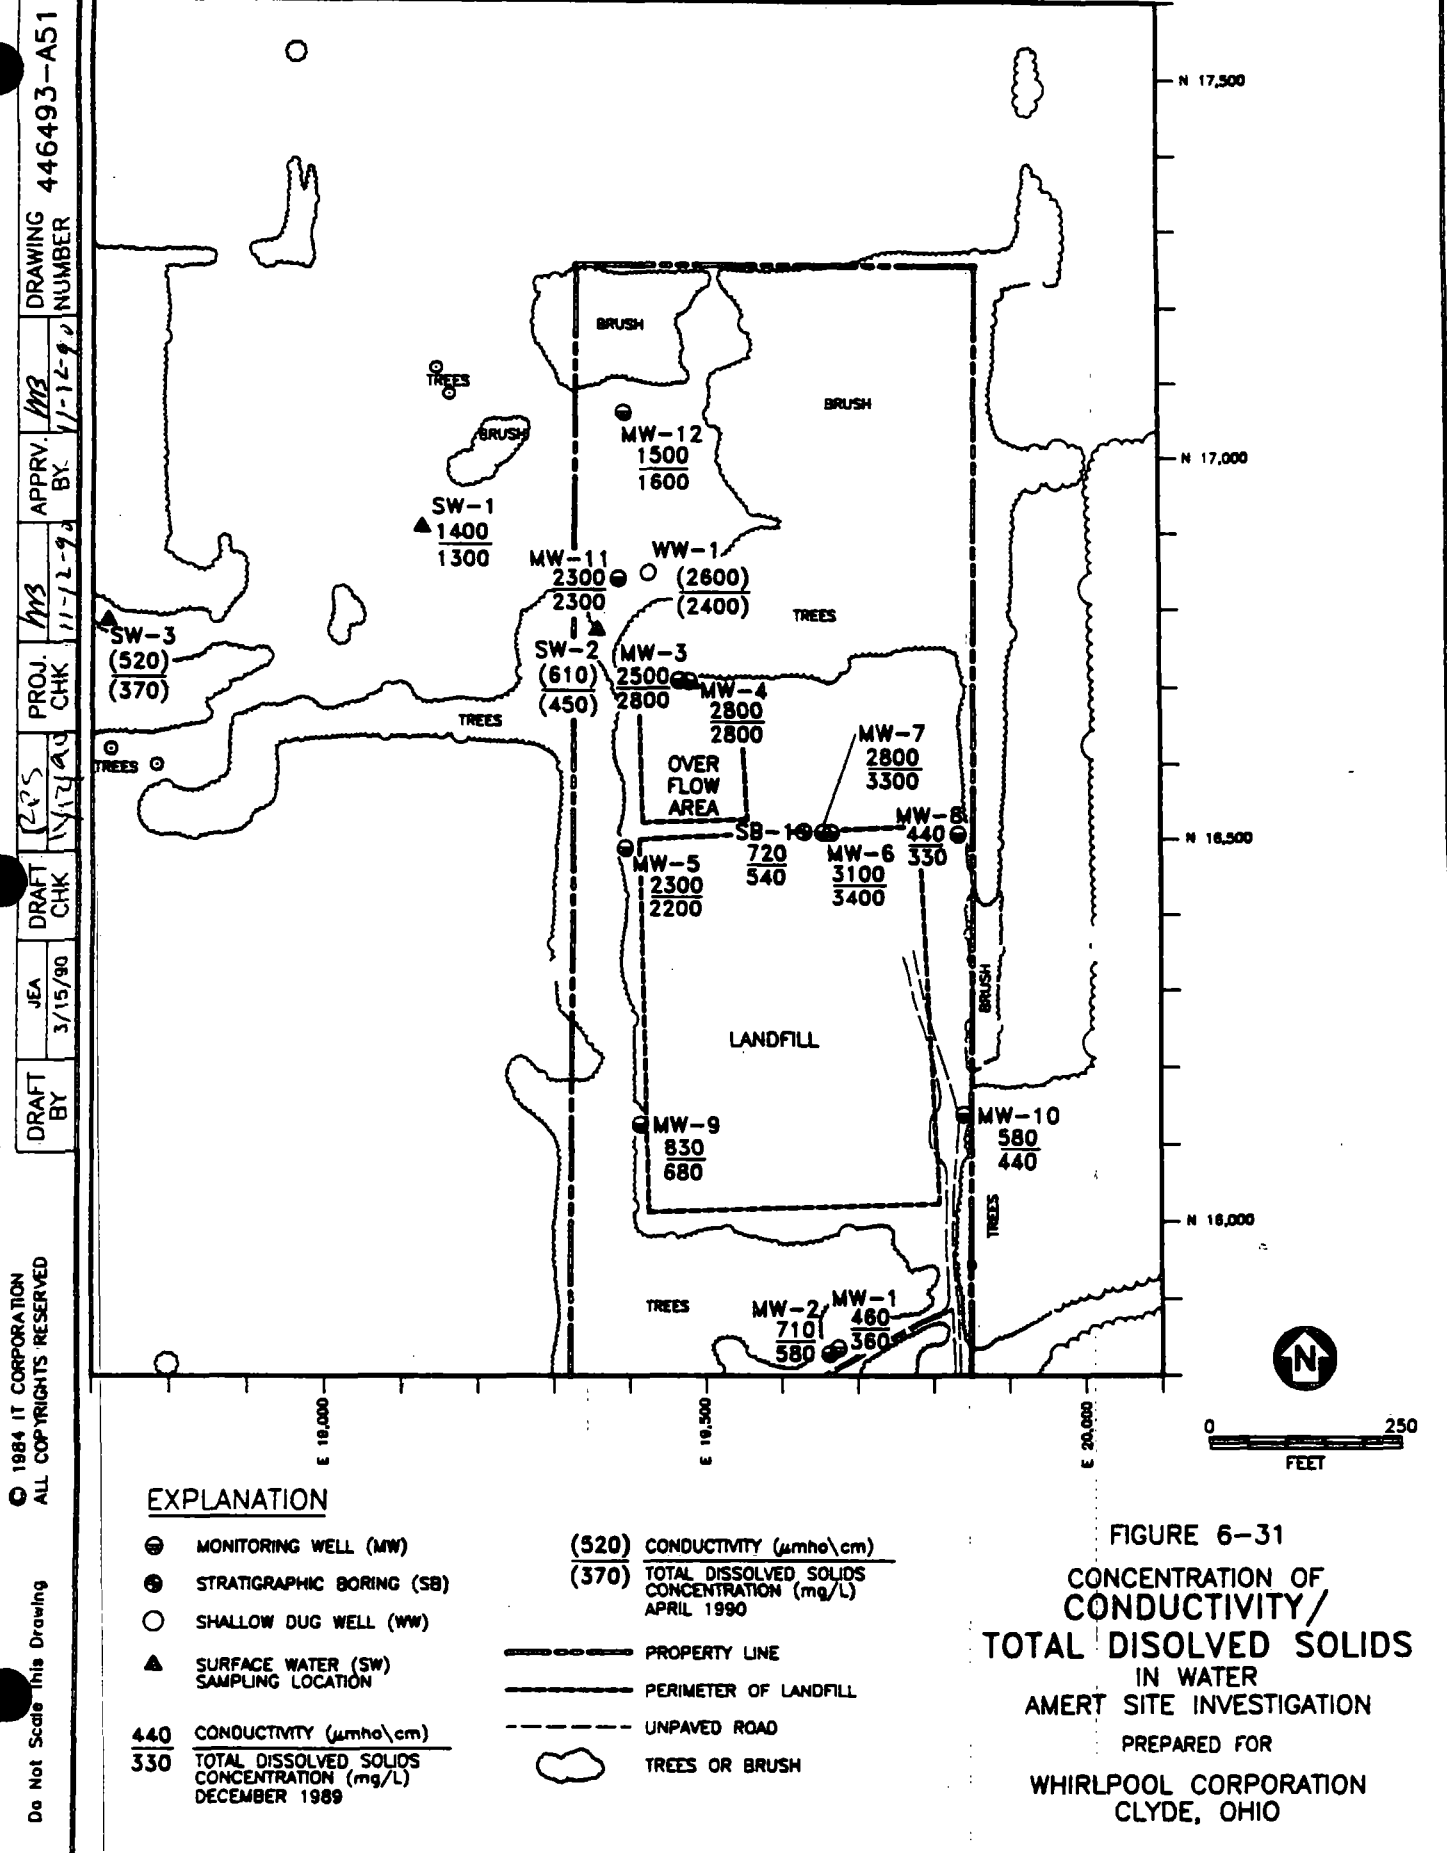 DRAWING NUMBER 446493-A51
APPRV. BY MB 11-12-90
PROJ. CHK MB 11-12-90
DRAFT CHK
DRAFT BY JEA 3/15/90
© 1984 IT CORPORATION
ALL COPYRIGHTS RESERVED
Do Not Scale This Drawing
N 17,500
BRUSH
TREES
BRUSH
BRUSH
MW-12
1500
1600
N 17,000
SW-1
1400
1300
MW-11
2300
2300
WW-1
(2600)
(2400)
TREES
SW-3
(520)
(370)
SW-2
(610)
(450)
MW-3
2500
2800
MW-4
2800
2800
TREES
TREES
MW-7
2800
3300
OVER
FLOW
AREA
MW-8
440
330
SB-1
720
540
MW-6
3100
3400
N 16,500
MW-5
2300
2200
BRUSH
LANDFILL
MW-9
830
680
MW-10
580
440
TREES
N 16,000
TREES
MW-2
710
580
MW-1
460
360
N
E 19,000
E 19,500
E 20,000
0 250
FEET
EXPLANATION
MONITORING WELL (MW)
STRATIGRAPHIC BORING (SB)
SHALLOW DUG WELL (WW)
SURFACE WATER (SW)
SAMPLING LOCATION
440 CONDUCTIVITY (μmho\cm)
330 TOTAL DISSOLVED SOLIDS
CONCENTRATION (mg/L)
DECEMBER 1989
(520) CONDUCTIVITY (μmho\cm)
(370) TOTAL DISSOLVED SOLIDS
CONCENTRATION (mg/L)
APRIL 1990
PROPERTY LINE
PERIMETER OF LANDFILL
UNPAVED ROAD
TREES OR BRUSH
FIGURE 6-31
CONCENTRATION OF
CONDUCTIVITY/
TOTAL DISOLVED SOLIDS
IN WATER
AMERT SITE INVESTIGATION
PREPARED FOR
WHIRLPOOL CORPORATION
CLYDE, OHIO